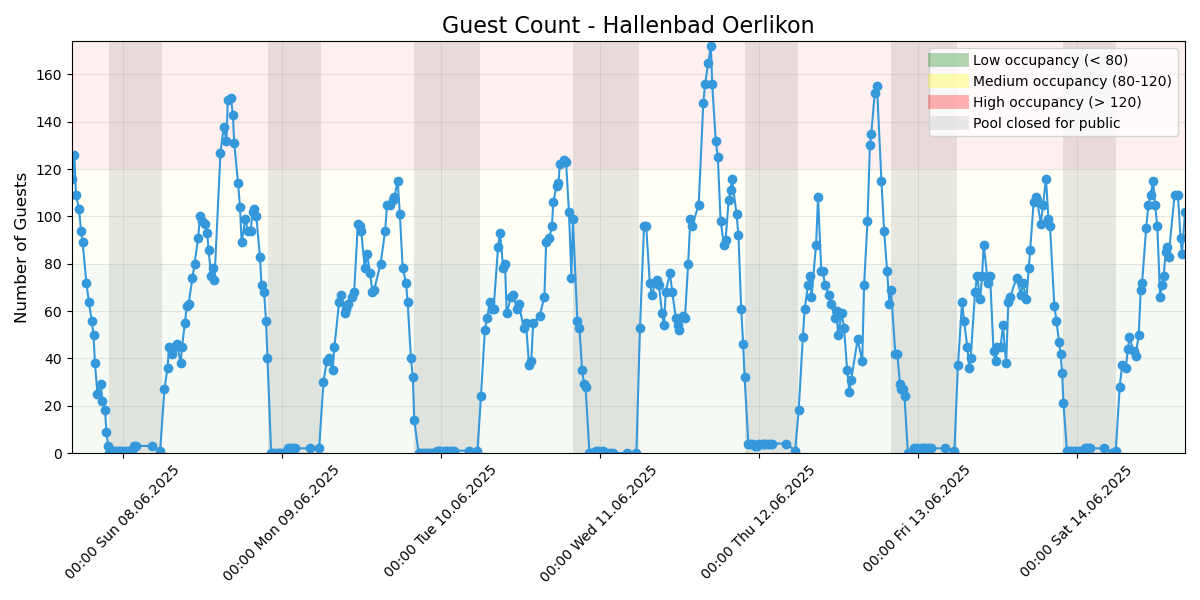 Guest Count - Hallenbad Oerlikon
Number of Guests
160
140
120
100
80
60
40
20
0
Low occupancy (< 80)
Medium occupancy (80-120)
High occupancy (> 120)
Pool closed for public
00:00 Sun 08.06.2025
00:00 Mon 09.06.2025
00:00 Tue 10.06.2025
00:00 Wed 11.06.2025
00:00 Thu 12.06.2025
00:00 Fri 13.06.2025
00:00 Sat 14.06.2025